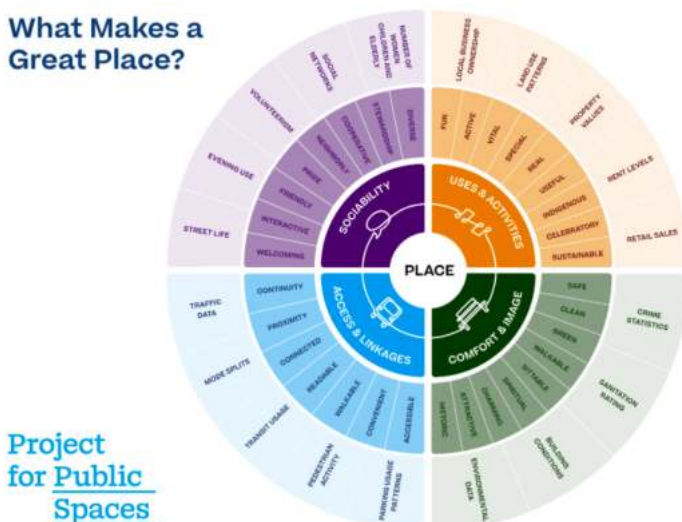 What Makes a
Great Place?
NUMBER OF
WOMEN
CHILDREN AND
ELDERLY
SOCIAL
NETWORKS
VOLUNTEERISM
EVENING USE
STREET LIFE
DIVERSE
STEWARDSHIP
COOPERATIVE
NEIGHBORLY
PRIDE
FRIENDLY
INTERACTIVE
WELCOMING
SOCIABILITY
LOCAL BUSINESS
OWNERSHIP
LAND USE
PATTERNS
PROPERTY
VALUES
RENT LEVELS
RETAIL SALES
FUN
ACTIVE
VITAL
SPECIAL
REAL
USEFUL
INDIGENOUS
CELEBRATORY
SUSTAINABLE
USES & ACTIVITIES
PLACE
ACCESS & LINKAGES
CONTINUITY
PROXIMITY
CONNECTED
READABLE
WALKABLE
CONVENIENT
ACCESSIBLE
TRAFFIC
DATA
MODE SPLITS
TRANSIT USAGE
PEDESTRIAN
ACTIVITY
PARKING USAGE
PATTERNS
COMFORT & IMAGE
SAFE
CLEAN
GREEN
WALKABLE
SITTABLE
SPIRITUAL
CHARMING
ATTRACTIVE
HISTORIC
CRIME
STATISTICS
SANITATION
RATING
BUILDING
CONDITIONS
ENVIRONMENTAL
DATA
Project
for Public
Spaces